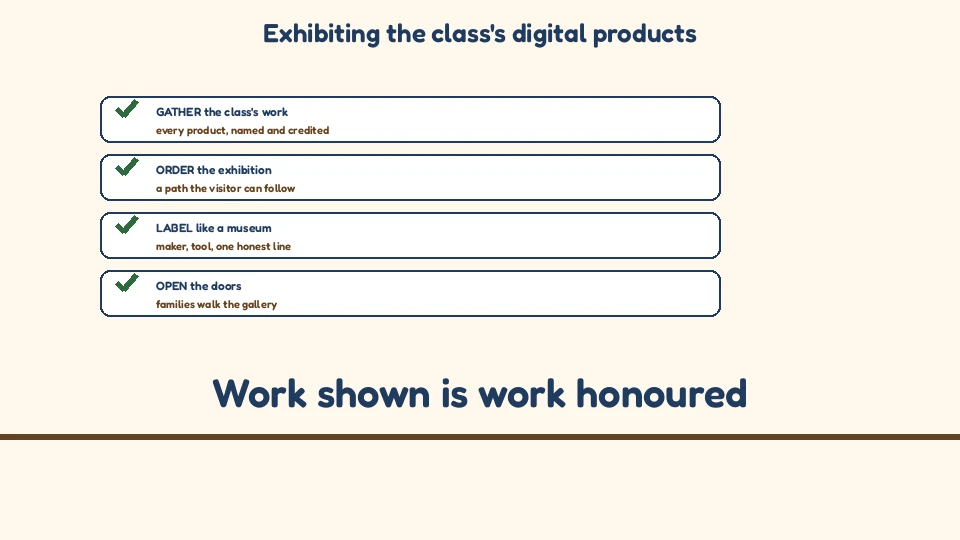 Exhibiting the class's digital products
GATHER the class's work
every product, named and credited
ORDER the exhibition
a path the visitor can follow
LABEL like a museum
maker, tool, one honest line
OPEN the doors
families walk the gallery
Work shown is work honoured